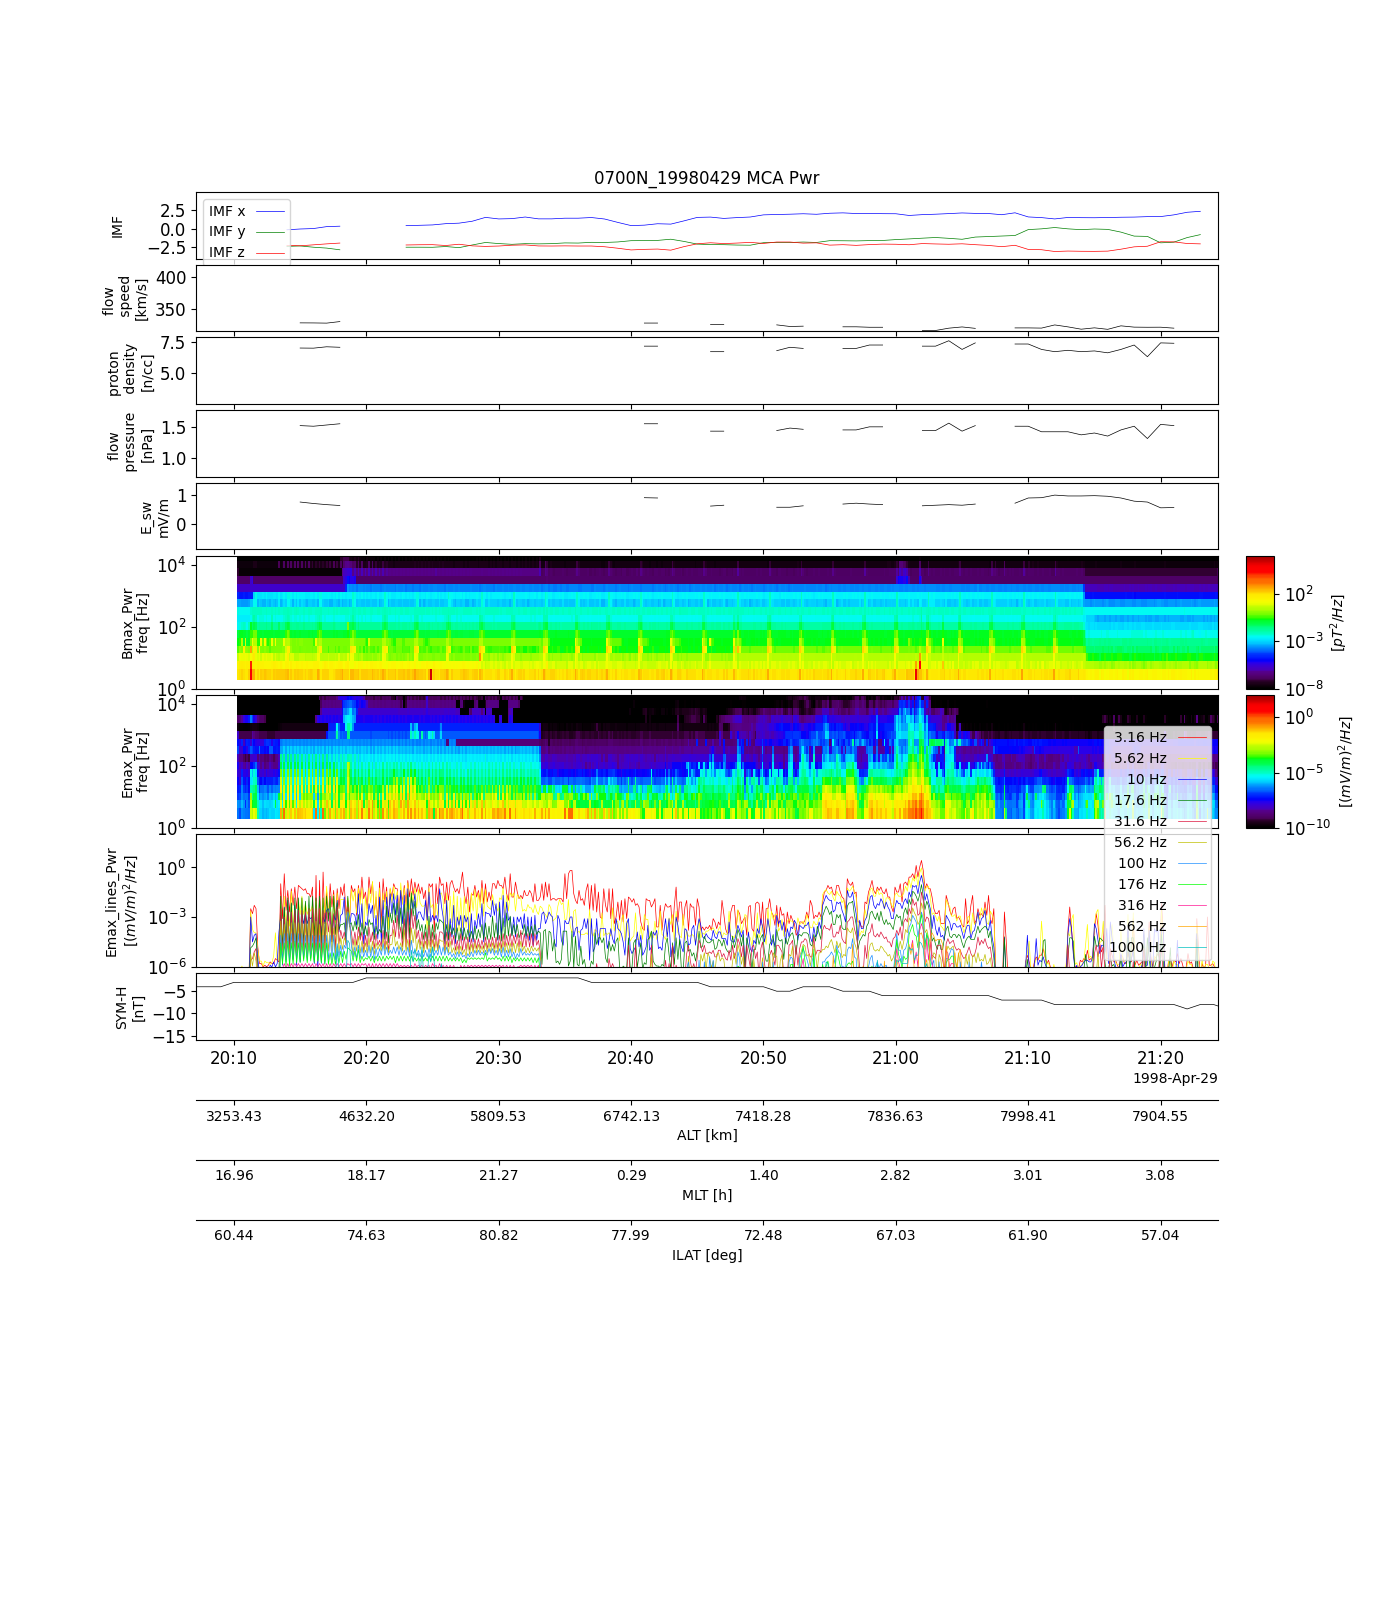 0700N_19980429 MCA Pwr
IMF
2.5
0.0
−2.5
IMF x
IMF y
IMF z
flow
speed
[km/s]
400
350
proton
density
[n/cc]
7.5
5.0
flow
pressure
[nPa]
1.5
1.0
E_sw
mV/m
1
0
Bmax_Pwr
freq [Hz]
10^4
10^2
10^0
10^2
10^-3
10^-8
[pT^2/Hz]
Emax_Pwr
freq [Hz]
10^4
10^2
10^0
10^0
10^-5
10^-10
[(mV/m)^2/Hz]
3.16 Hz
5.62 Hz
10 Hz
17.6 Hz
31.6 Hz
56.2 Hz
100 Hz
176 Hz
316 Hz
562 Hz
1000 Hz
Emax_lines_Pwr
[(mV/m)^2/Hz]
10^0
10^-3
10^-6
SYM-H
[nT]
−5
−10
−15
20:10 20:20 20:30 20:40 20:50 21:00 21:10 21:20
1998-Apr-29
3253.43 4632.20 5809.53 6742.13 7418.28 7836.63 7998.41 7904.55
ALT [km]
16.96 18.17 21.27 0.29 1.40 2.82 3.01 3.08
MLT [h]
60.44 74.63 80.82 77.99 72.48 67.03 61.90 57.04
ILAT [deg]